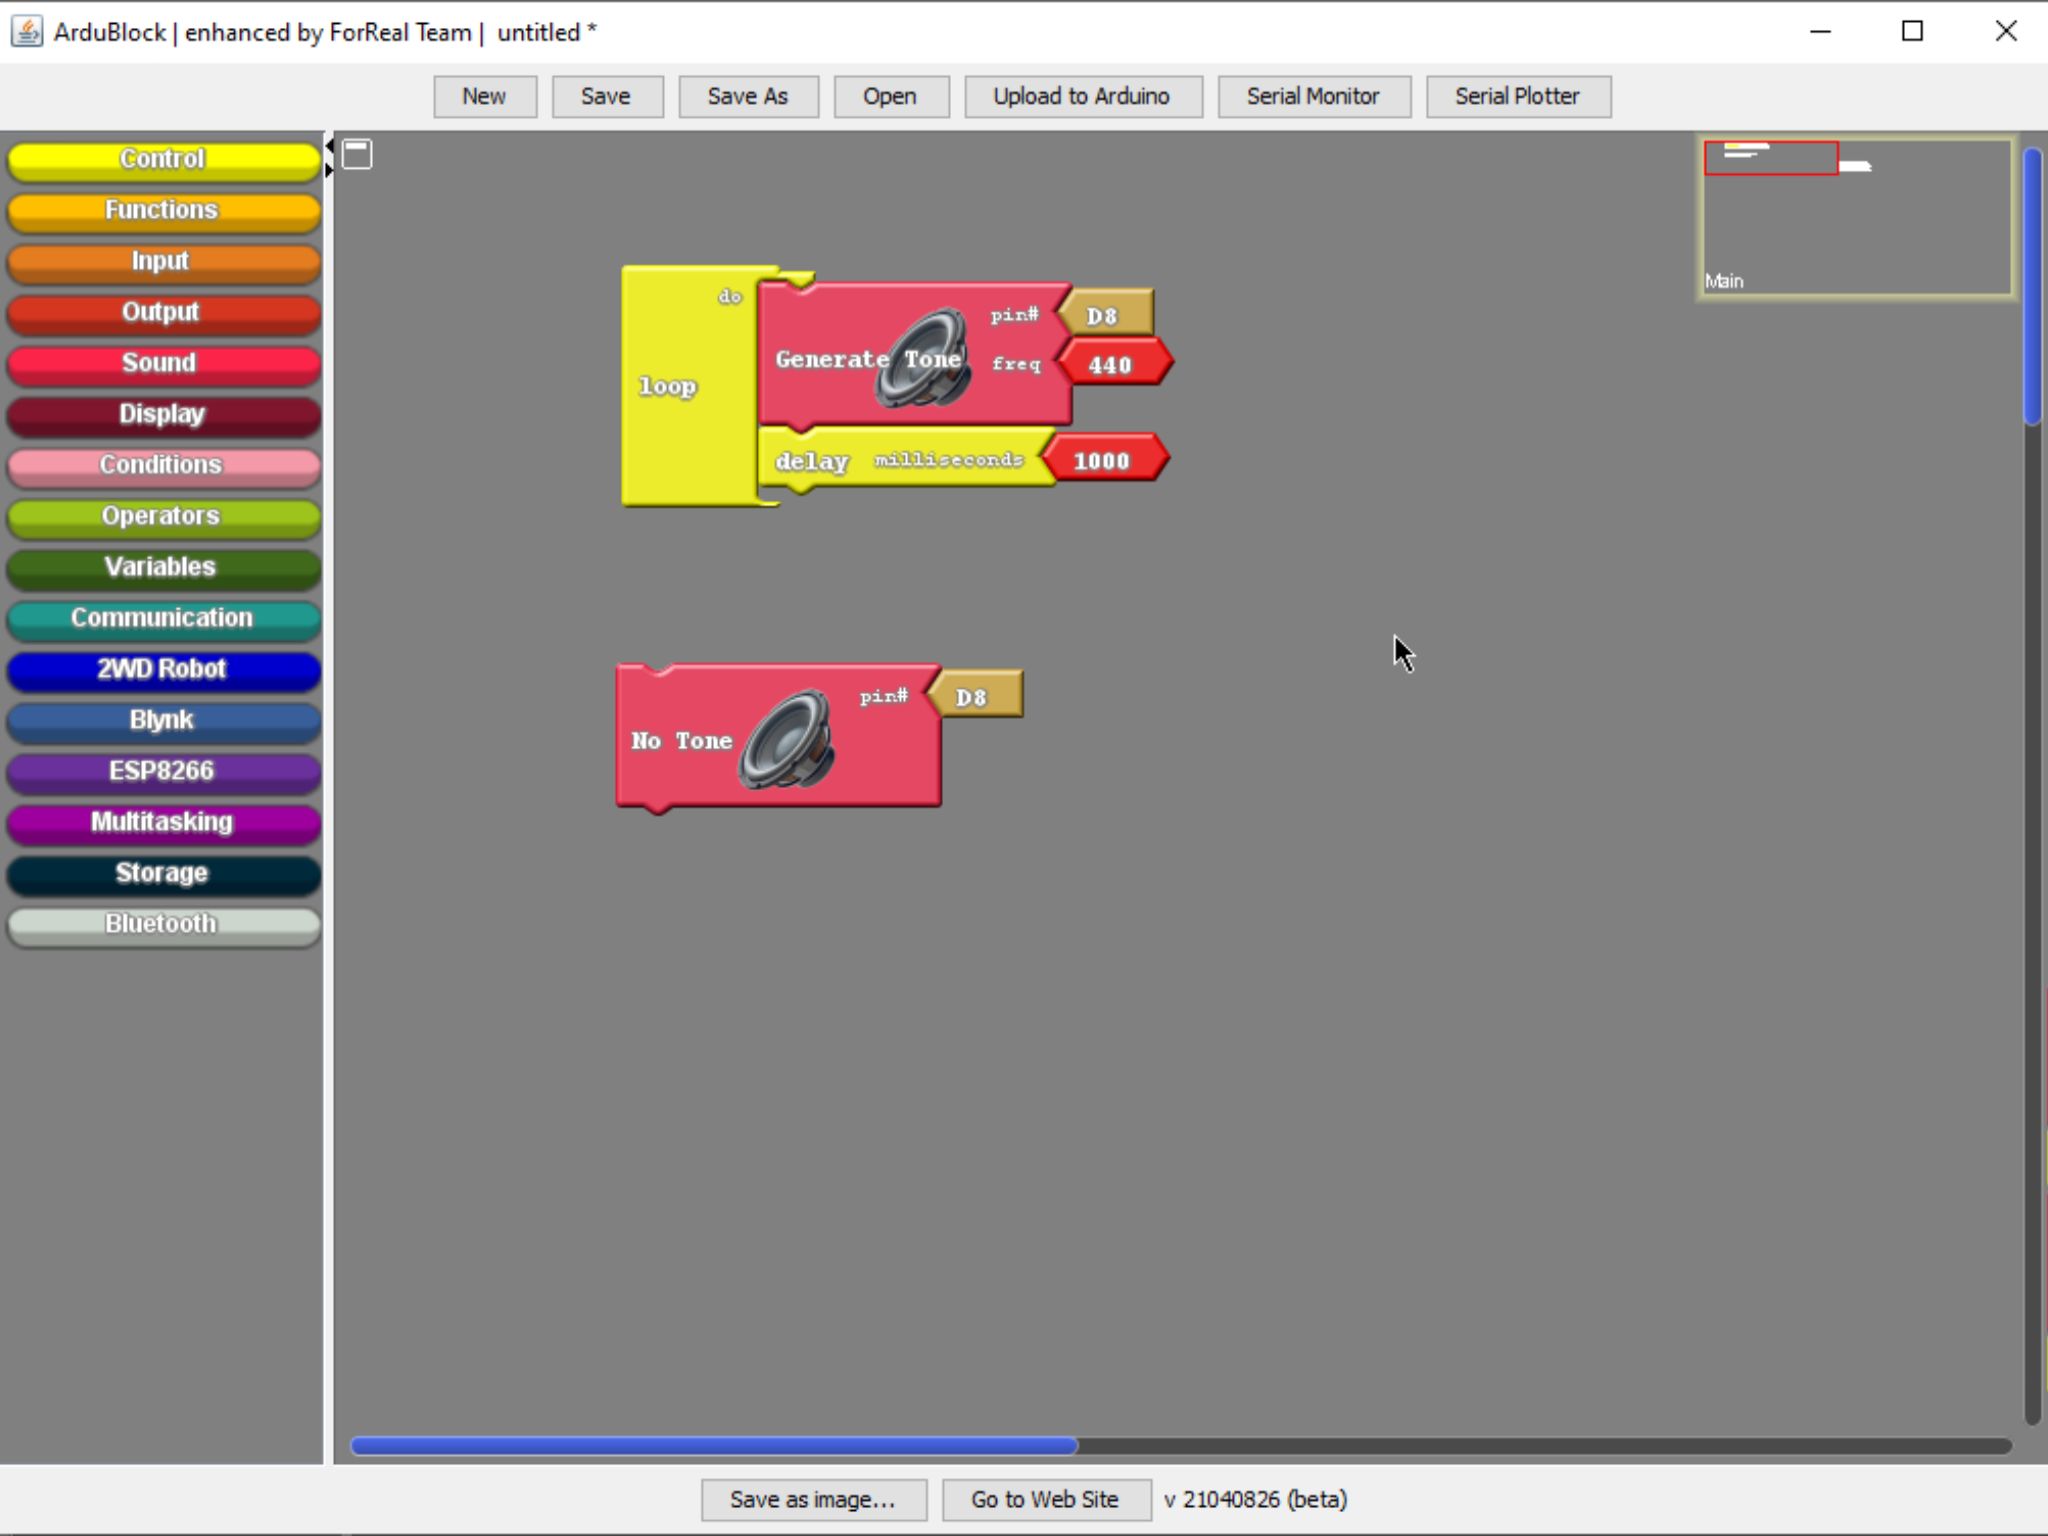 ArduBlock | enhanced by ForReal Team | untitled *
New Save Save As Open Upload to Arduino Serial Monitor Serial Plotter
Control
Functions
Input
Output
Sound
Display
Conditions
Operators
Variables
Communication
2WD Robot
Blynk
ESP8266
Multitasking
Storage
Bluetooth
Main
do
loop
pin# D8
Generate Tone freq 440
delay milliseconds 1000
pin# D8
No Tone
Save as image... Go to Web Site v 21040826 (beta)